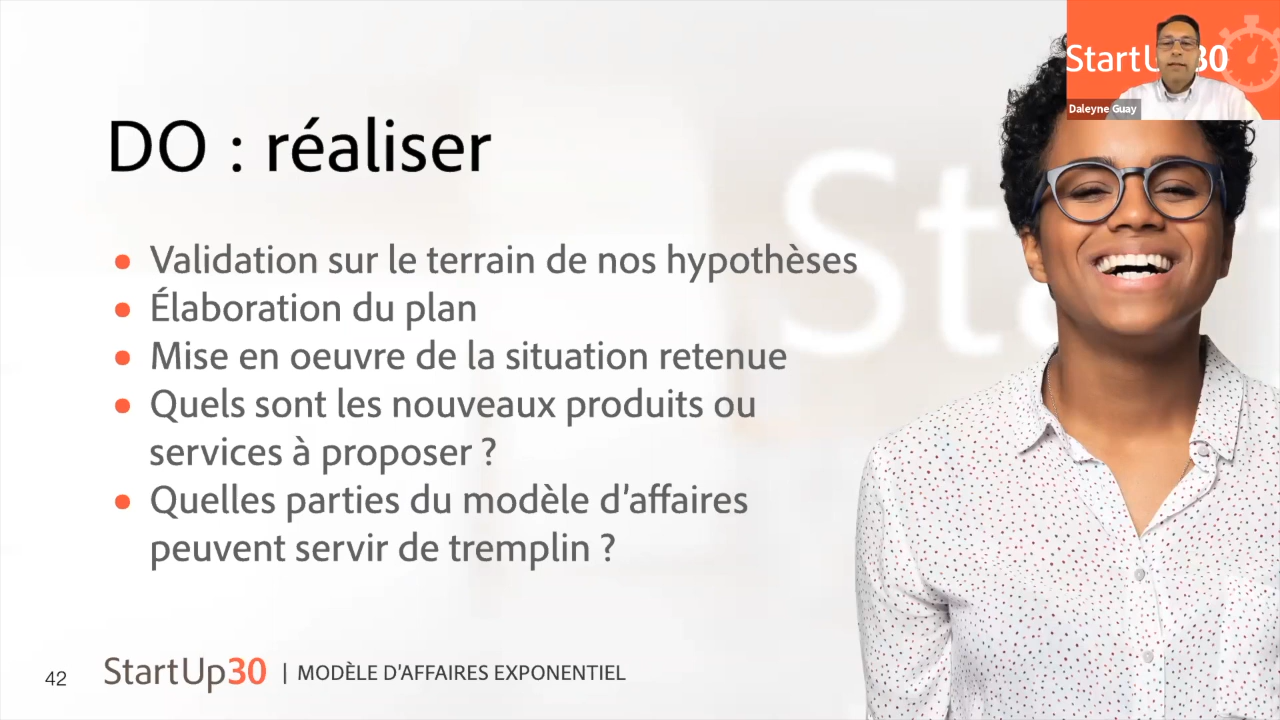 StartUp30
Daleyne Guay
DO : réaliser
• Validation sur le terrain de nos hypothèses
• Élaboration du plan
• Mise en oeuvre de la situation retenue
• Quels sont les nouveaux produits ou
services à proposer ?
• Quelles parties du modèle d'affaires
peuvent servir de tremplin ?
42 StartUp30 | MODÈLE D'AFFAIRES EXPONENTIEL